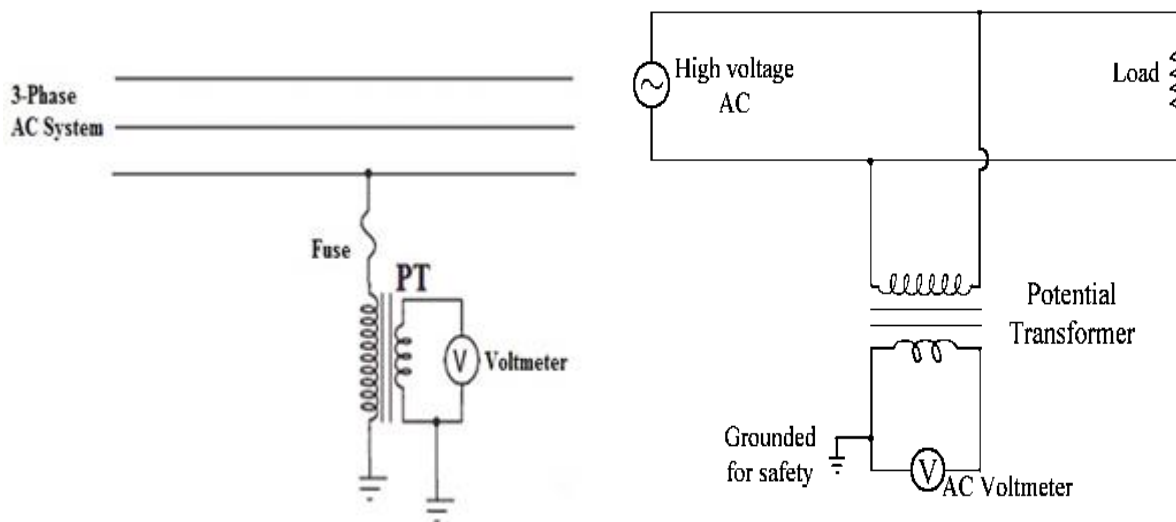 3-Phase
AC System
Fuse
PT
V
Voltmeter
High voltage
AC
Load
Potential
Transformer
Grounded
for safety
V
AC Voltmeter